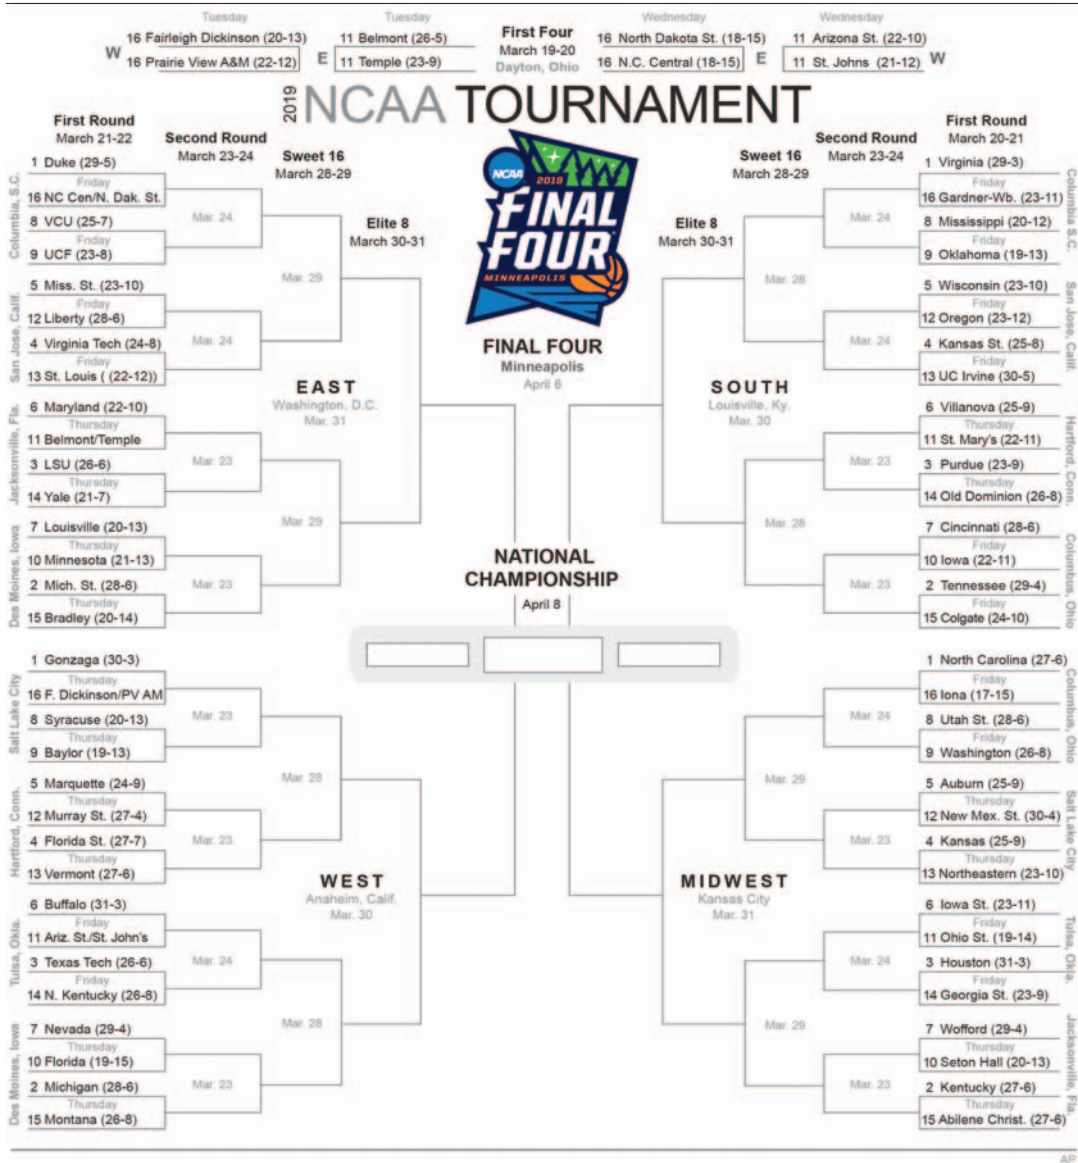 Tuesday
Tuesday
Wednesday
Wednesday
16 Fairleigh Dickinson (20-13)
W
16 Prairie View A&M (22-12)
11 Belmont (26-5)
E
11 Temple (23-9)
First Four
March 19-20
Dayton, Ohio
16 North Dakota St. (18-15)
16 N.C. Central (18-15)
E
11 Arizona St. (22-10)
11 St. Johns (21-12)
W
2019 NCAA TOURNAMENT
First Round
March 21-22
Second Round
March 23-24
Sweet 16
March 28-29
Elite 8
March 30-31
NCAA
2019
FINAL
FOUR
MINNEAPOLIS
Elite 8
March 30-31
Sweet 16
March 28-29
Second Round
March 23-24
First Round
March 20-21
Columbia, S.C.
1 Duke (29-5)
Friday
16 NC Cen/N. Dak. St.
Mar. 24
8 VCU (25-7)
Friday
9 UCF (23-8)
Mar. 29
San Jose, Calif.
5 Miss. St. (23-10)
Friday
12 Liberty (28-6)
Mar. 24
4 Virginia Tech (24-8)
Friday
13 St. Louis ( (22-12))
EAST
Washington, D.C.
Mar. 31
Jacksonville, Fla.
6 Maryland (22-10)
Thursday
11 Belmont/Temple
Mar. 23
3 LSU (26-6)
Thursday
14 Yale (21-7)
Mar. 29
Des Moines, Iowa
7 Louisville (20-13)
Thursday
10 Minnesota (21-13)
Mar. 23
2 Mich. St. (28-6)
Thursday
15 Bradley (20-14)
FINAL FOUR
Minneapolis
April 6
NATIONAL
CHAMPIONSHIP
April 8
Columbia S.C.
1 Virginia (29-3)
Friday
16 Gardner-Wb. (23-11)
Mar. 24
8 Mississippi (20-12)
Friday
9 Oklahoma (19-13)
Mar. 28
San Jose, Calif.
5 Wisconsin (23-10)
Friday
12 Oregon (23-12)
Mar. 24
4 Kansas St. (25-8)
Friday
13 UC Irvine (30-5)
SOUTH
Louisville, Ky.
Mar. 30
Hartford, Conn.
6 Villanova (25-9)
Thursday
11 St. Mary's (22-11)
Mar. 23
3 Purdue (23-9)
Thursday
14 Old Dominion (26-8)
Mar. 28
Columbus, Ohio
7 Cincinnati (28-6)
Friday
10 Iowa (22-11)
Mar. 23
2 Tennessee (29-4)
Friday
15 Colgate (24-10)
Salt Lake City
1 Gonzaga (30-3)
Thursday
16 F. Dickinson/PV AM
Mar. 23
8 Syracuse (20-13)
Thursday
9 Baylor (19-13)
Mar. 28
Hartford, Conn.
5 Marquette (24-9)
Thursday
12 Murray St. (27-4)
Mar. 23
4 Florida St. (27-7)
Thursday
13 Vermont (27-6)
WEST
Anaheim, Calif.
Mar. 30
Tulsa, Okla.
6 Buffalo (31-3)
Friday
11 Ariz. St./St. John's
Mar. 24
3 Texas Tech (26-6)
Friday
14 N. Kentucky (26-8)
Mar. 28
Des Moines, Iowa
7 Nevada (29-4)
Thursday
10 Florida (19-15)
Mar. 23
2 Michigan (28-6)
Thursday
15 Montana (26-8)
Columbus, Ohio
1 North Carolina (27-6)
Friday
16 Iona (17-15)
Mar. 24
8 Utah St. (28-6)
Friday
9 Washington (26-8)
Mar. 29
Salt Lake City
5 Auburn (25-9)
Thursday
12 New Mex. St. (30-4)
Mar. 23
4 Kansas (25-9)
Thursday
13 Northeastern (23-10)
MIDWEST
Kansas City
Mar. 31
Tulsa, Okla.
6 Iowa St. (23-11)
Friday
11 Ohio St. (19-14)
Mar. 24
3 Houston (31-3)
Friday
14 Georgia St. (23-9)
Mar. 29
Jacksonville, Fla.
7 Wofford (29-4)
Thursday
10 Seton Hall (20-13)
Mar. 23
2 Kentucky (27-6)
Thursday
15 Abilene Christ. (27-6)
AP